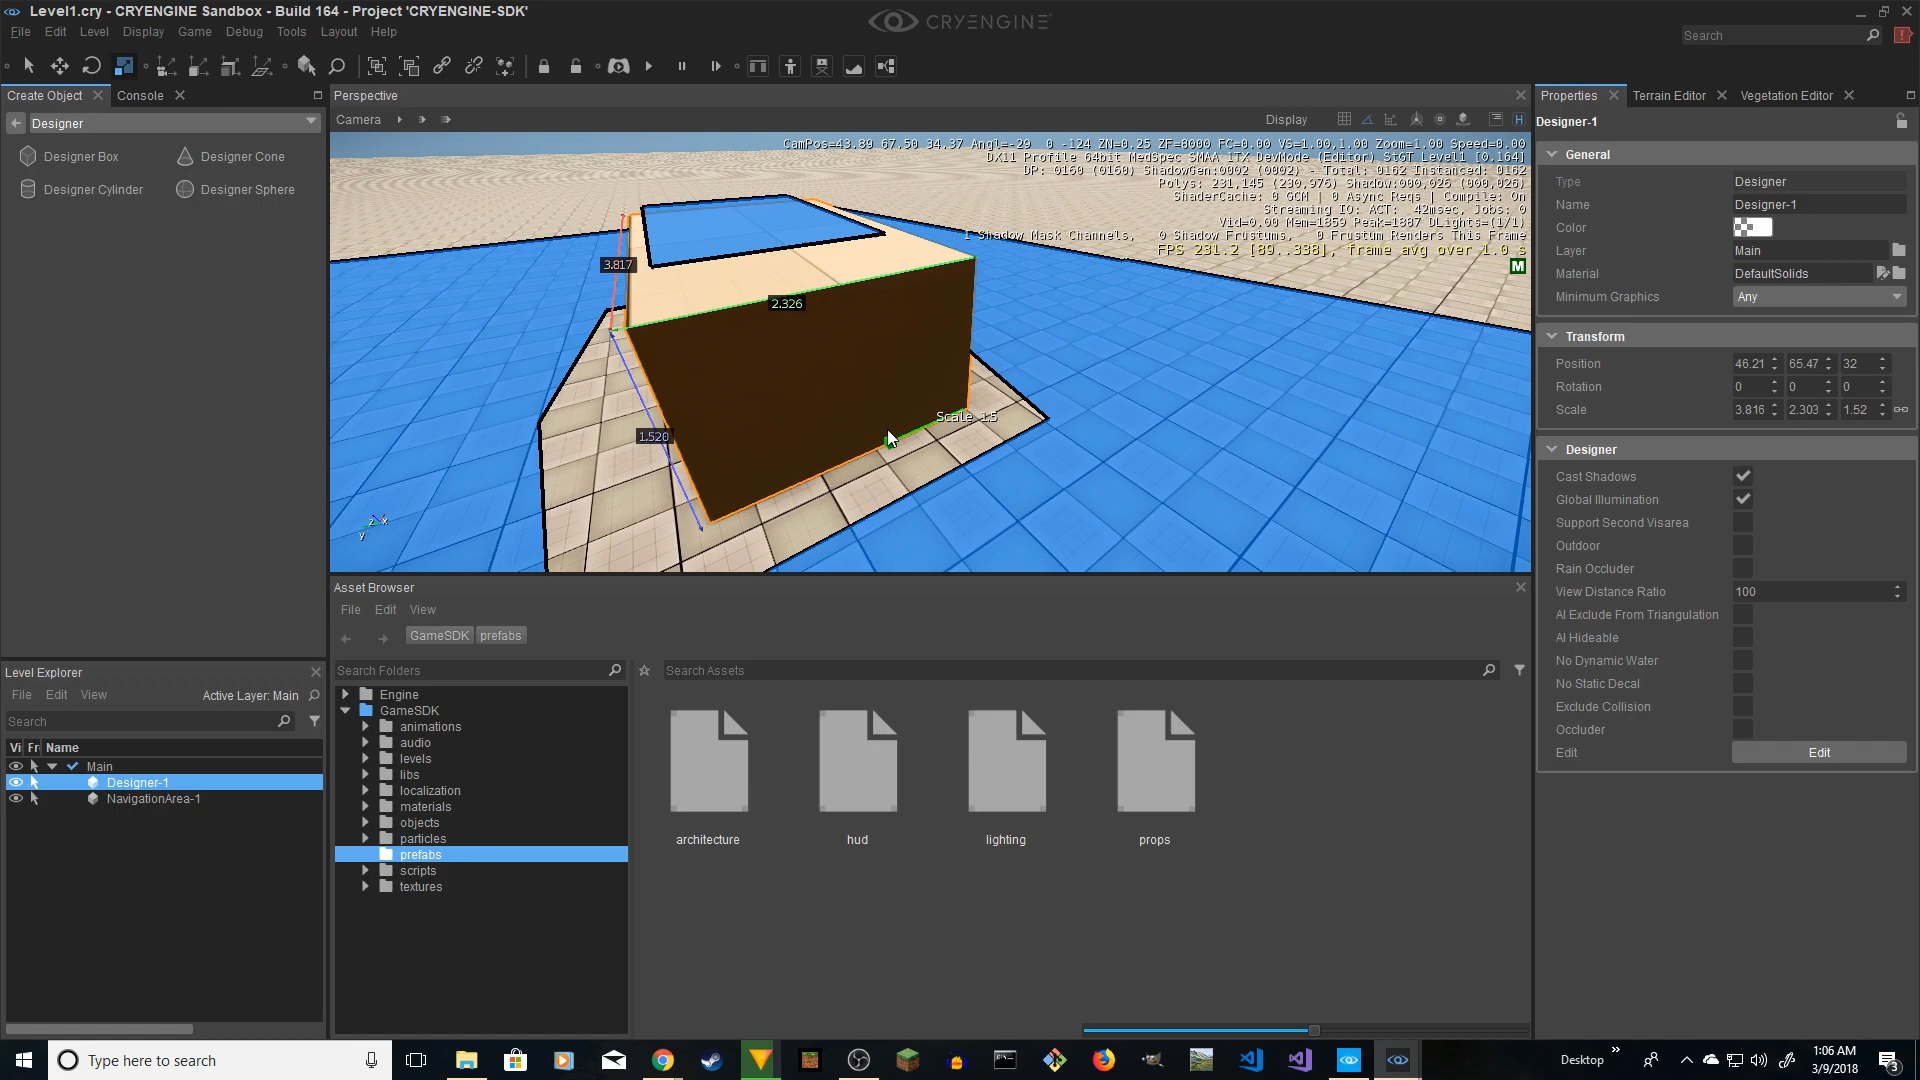 Level1.cry - CRYENGINE Sandbox - Build 164 - Project 'CRYENGINE-SDK'
CRYENGINE
File Edit Level Display Game Debug Tools Layout Help
Search
Create Object
Console
Designer
Designer Box
Designer Cone
Designer Cylinder
Designer Sphere
Perspective
Camera
Display
CamPos=43.89 67.50 34.37 Angl=-29 0 -124 ZN=0.25 ZF=8000 FC=0.00 VS=1.00,1.00 Zoom=1.00 Speed=0.00
DX11 Profile 64bit MedSpec SMAA 1TX DevMode (Editor) StGT Level1 [0.164]
DP: 0160 (0160) ShadowGen:0002 (0002) - Total: 0162 Instanced: 0162
Polys: 231,145 (230,976) Shadow:000,026 (000,026)
ShaderCache: 0 GCM | 0 Async Reqs | Compile: On
Streaming IO: ACT: 42msec, Jobs: 0
Vid=0.00 Mem=1859 Peak=1887 DLights=(1/1)
1 Shadow Mask Channels, 0 Shadow Frustums, 0 Frustum Renders This Frame
FPS 231.2 [89..338], frame avg over 1.0 s
M
3.817
2.326
1.520
Scale 1.5
z x
y
Properties
Terrain Editor
Vegetation Editor
Designer-1
General
Type Designer
Name Designer-1
Color
Layer Main
Material DefaultSolids
Minimum Graphics Any
Transform
Position 46.21 65.47 32
Rotation 0 0 0
Scale 3.816 2.303 1.52
Designer
Cast Shadows
Global Illumination
Support Second Visarea
Outdoor
Rain Occluder
View Distance Ratio 100
AI Exclude From Triangulation
AI Hideable
No Dynamic Water
No Static Decal
Exclude Collision
Occluder
Edit Edit
Asset Browser
File Edit View
GameSDK prefabs
Search Folders
Search Assets
Engine
GameSDK
animations
audio
levels
libs
localization
materials
objects
particles
prefabs
scripts
textures
architecture
hud
lighting
props
Level Explorer
File Edit View
Active Layer: Main
Search
Vi Fr Name
Main
Designer-1
NavigationArea-1
Type here to search
Desktop
1:06 AM
3/9/2018
3